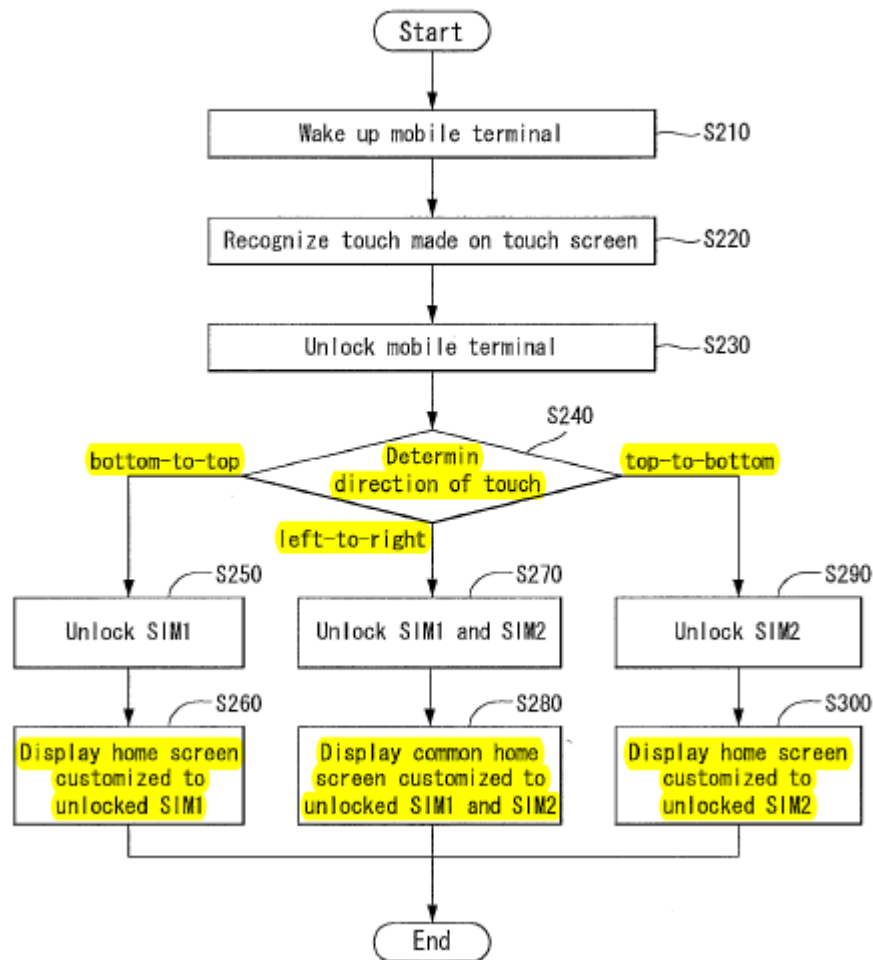 Start
Wake up mobile terminal
S210
Recognize touch made on touch screen
S220
Unlock mobile terminal
S230
S240
bottom-to-top
Determin
direction of touch
top-to-bottom
left-to-right
S250
S270
S290
Unlock SIM1
Unlock SIM1 and SIM2
Unlock SIM2
S260
S280
S300
Display home screen
customized to
unlocked SIM1
Display common home
screen customized to
unlocked SIM1 and SIM2
Display home screen
customized to
unlocked SIM2
End